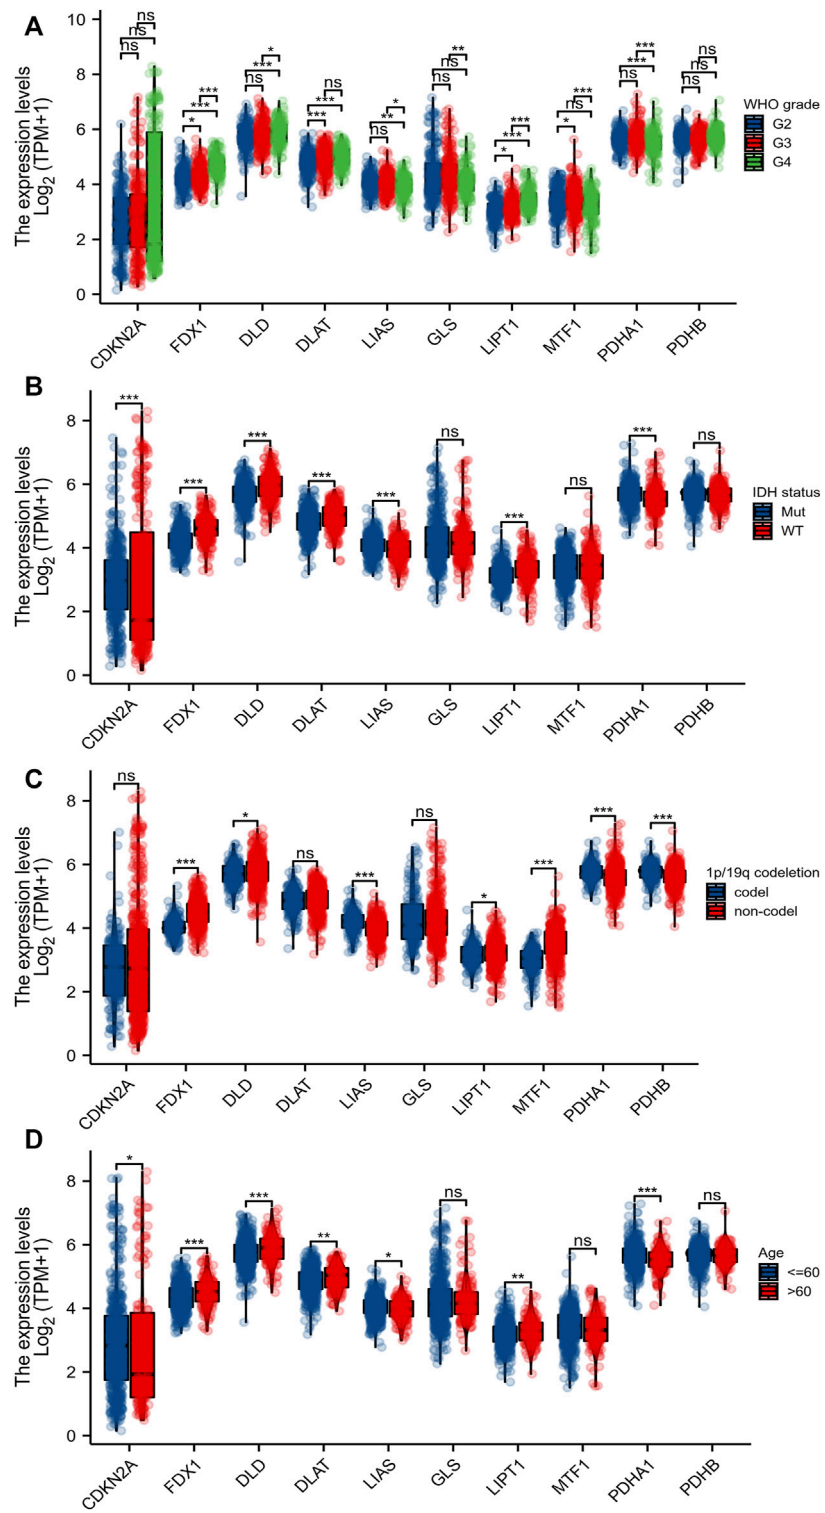 A
The expression levels
Log2 (TPM+1)
10
8
6
4
2
0
ns
ns
ns
*
***
***
ns
***
*
***
***
ns
ns
**
*
ns
ns
**
*
***
***
*
ns
***
ns
***
***
ns
ns
ns
CDKN2A
FDX1
DLD
DLAT
LIAS
GLS
LIPT1
MTF1
PDHA1
PDHB
WHO grade
G2
G3
G4
B
The expression levels
Log2 (TPM+1)
8
6
4
2
0
***
***
***
***
***
ns
***
ns
***
ns
CDKN2A
FDX1
DLD
DLAT
LIAS
GLS
LIPT1
MTF1
PDHA1
PDHB
IDH status
Mut
WT
C
The expression levels
Log2 (TPM+1)
8
6
4
2
0
ns
***
*
ns
***
ns
*
***
***
***
CDKN2A
FDX1
DLD
DLAT
LIAS
GLS
LIPT1
MTF1
PDHA1
PDHB
1p/19q codeletion
codel
non-codel
D
The expression levels
Log2 (TPM+1)
8
6
4
2
0
*
***
***
**
*
ns
**
ns
***
ns
CDKN2A
FDX1
DLD
DLAT
LIAS
GLS
LIPT1
MTF1
PDHA1
PDHB
Age
<=60
>60